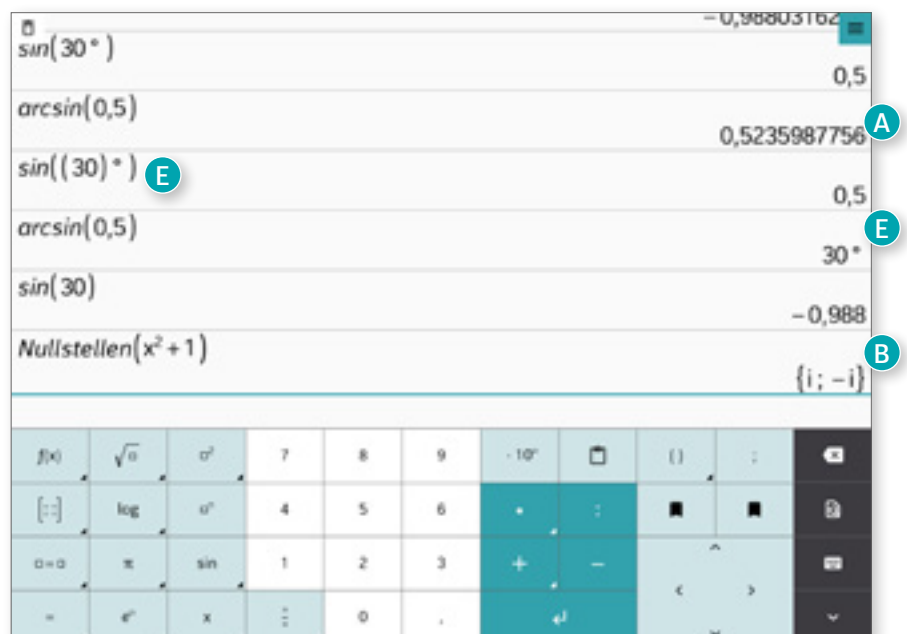 −0,98803162
sin(30°)
0,5
arcsin(0,5)
0,5235987756
A
sin((30)°)
E
0,5
arcsin(0,5)
E
30°
sin(30)
−0,988
Nullstellen(x²+1)
B
{i; −i}
f(x) √□ □² 7 8 9 · 10ⁿ () ;
[::] log □ⁿ 4 5 6 • :
□=□ π sin 1 2 3 + − ^
< >
= eⁿ x 0 , ↵